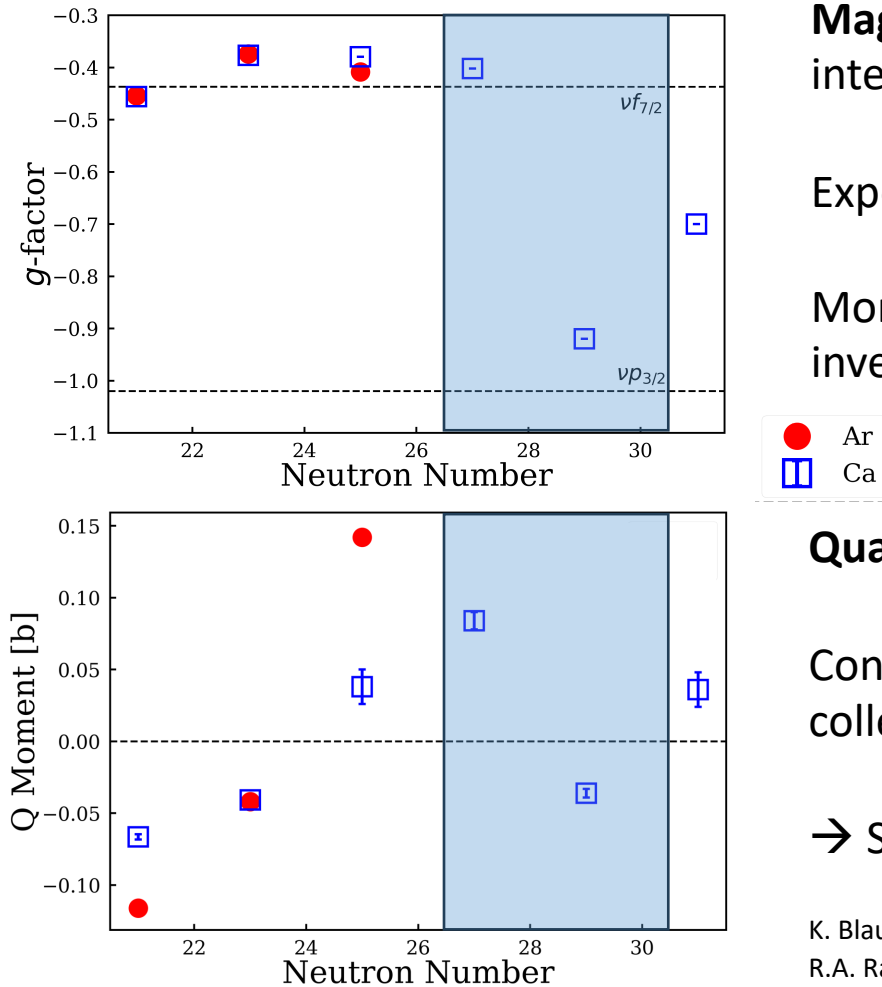 Mag
inte
Exp
Mor
inve
−0.3
−0.4
−0.5
−0.6
−0.7
−0.8
−0.9
−1.0
−1.1
g-factor
νf7/2
νp3/2
22 24 26 28 30
Neutron Number
Ar
Ca
0.15
0.10
0.05
0.00
−0.05
−0.10
Q Moment [b]
22 24 26 28 30
Neutron Number
Qua
Con
colle
→ S
K. Blau
R.A. Ra